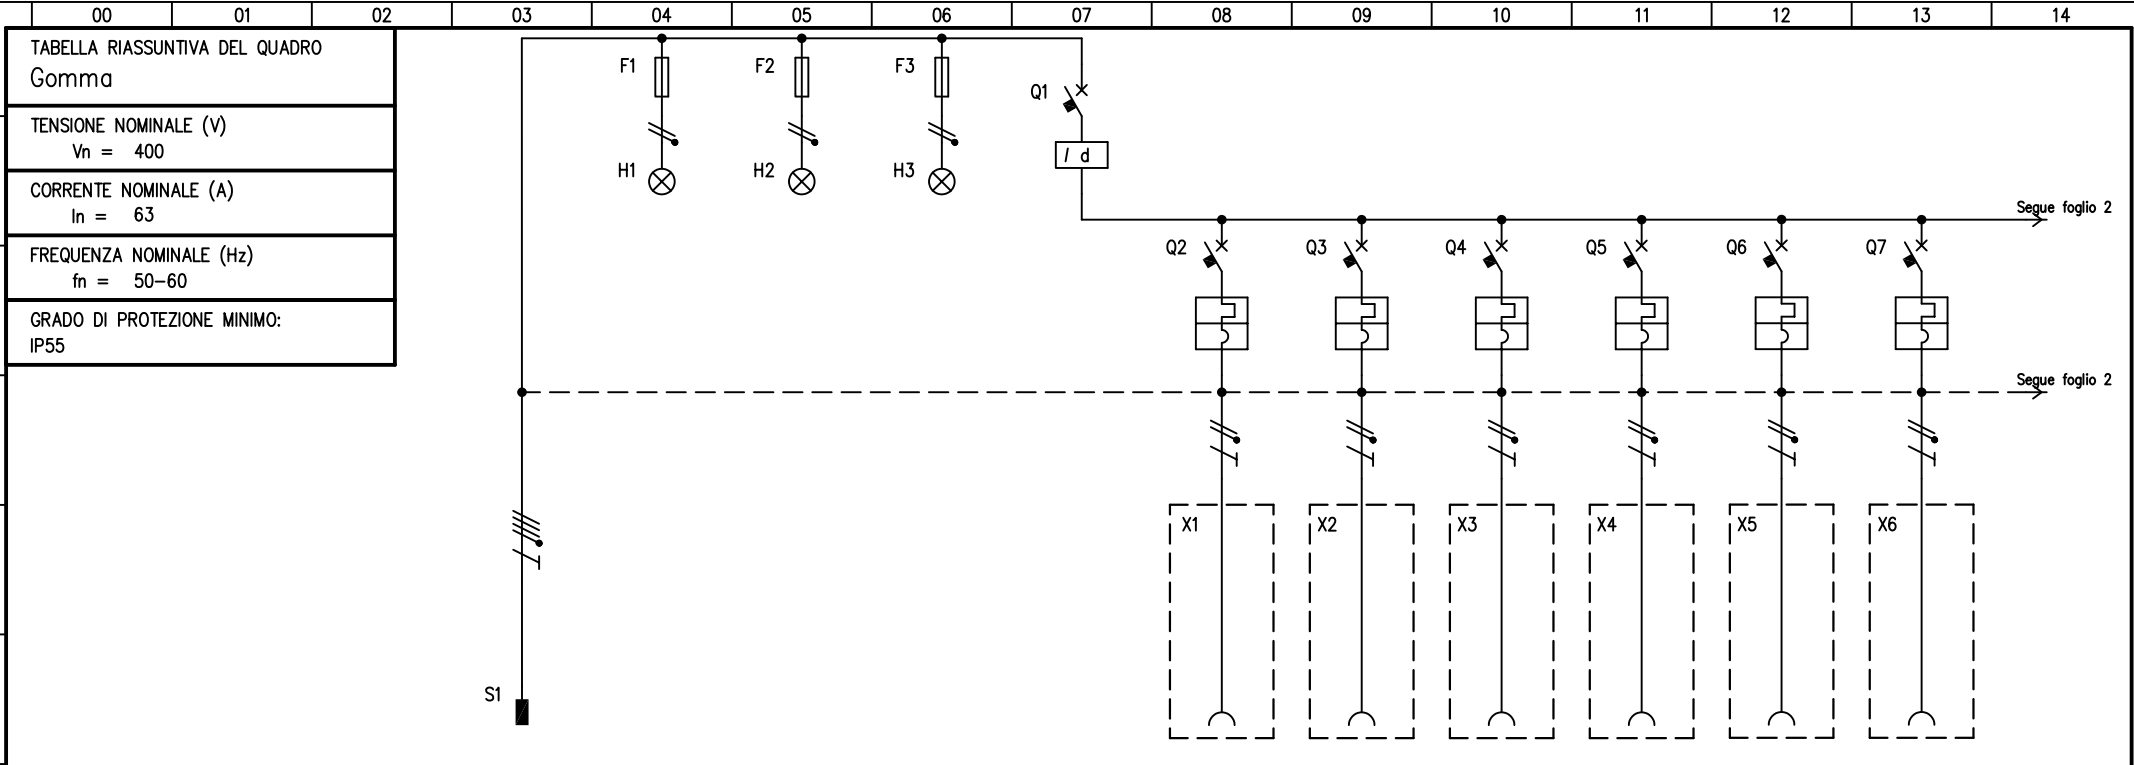 00 01 02 03 04 05 06 07 08 09 10 11 12 13 14
TABELLA RIASSUNTIVA DEL QUADRO
Gomma
TENSIONE NOMINALE (V)
Vn = 400
CORRENTE NOMINALE (A)
In = 63
FREQUENZA NOMINALE (Hz)
fn = 50-60
GRADO DI PROTEZIONE MINIMO:
IP55
F1 F2 F3
Q1
I d
H1 H2 H3
Segue foglio 2
Q2 Q3 Q4 Q5 Q6 Q7
Segue foglio 2
X1 X2 X3 X4 X5 X6
S1